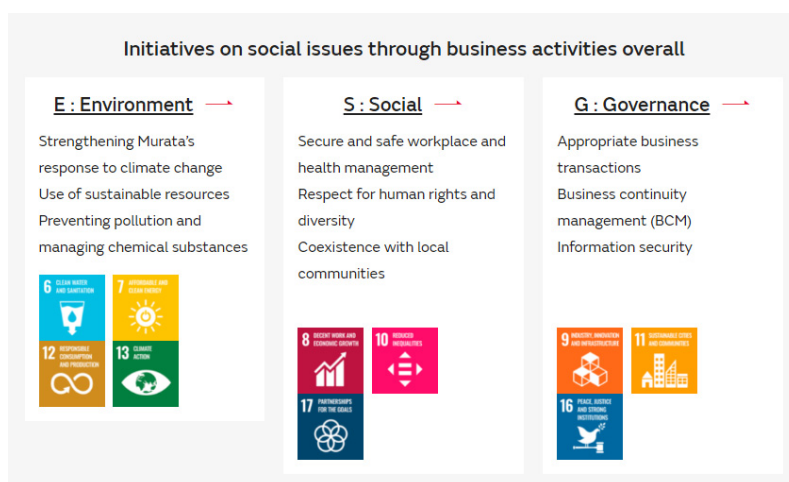 Initiatives on social issues through business activities overall
E : Environment
Strengthening Murata's
response to climate change
Use of sustainable resources
Preventing pollution and
managing chemical substances
6 CLEAN WATER
AND SANITATION
7 AFFORDABLE AND
CLEAN ENERGY
12 RESPONSIBLE
CONSUMPTION
AND PRODUCTION
13 CLIMATE
ACTION
S : Social
Secure and safe workplace and
health management
Respect for human rights and
diversity
Coexistence with local
communities
8 DECENT WORK AND
ECONOMIC GROWTH
10 REDUCED
INEQUALITIES
17 PARTNERSHIPS
FOR THE GOALS
G : Governance
Appropriate business
transactions
Business continuity
management (BCM)
Information security
9 INDUSTRY, INNOVATION
AND INFRASTRUCTURE
11 SUSTAINABLE CITIES
AND COMMUNITIES
16 PEACE, JUSTICE
AND STRONG
INSTITUTIONS